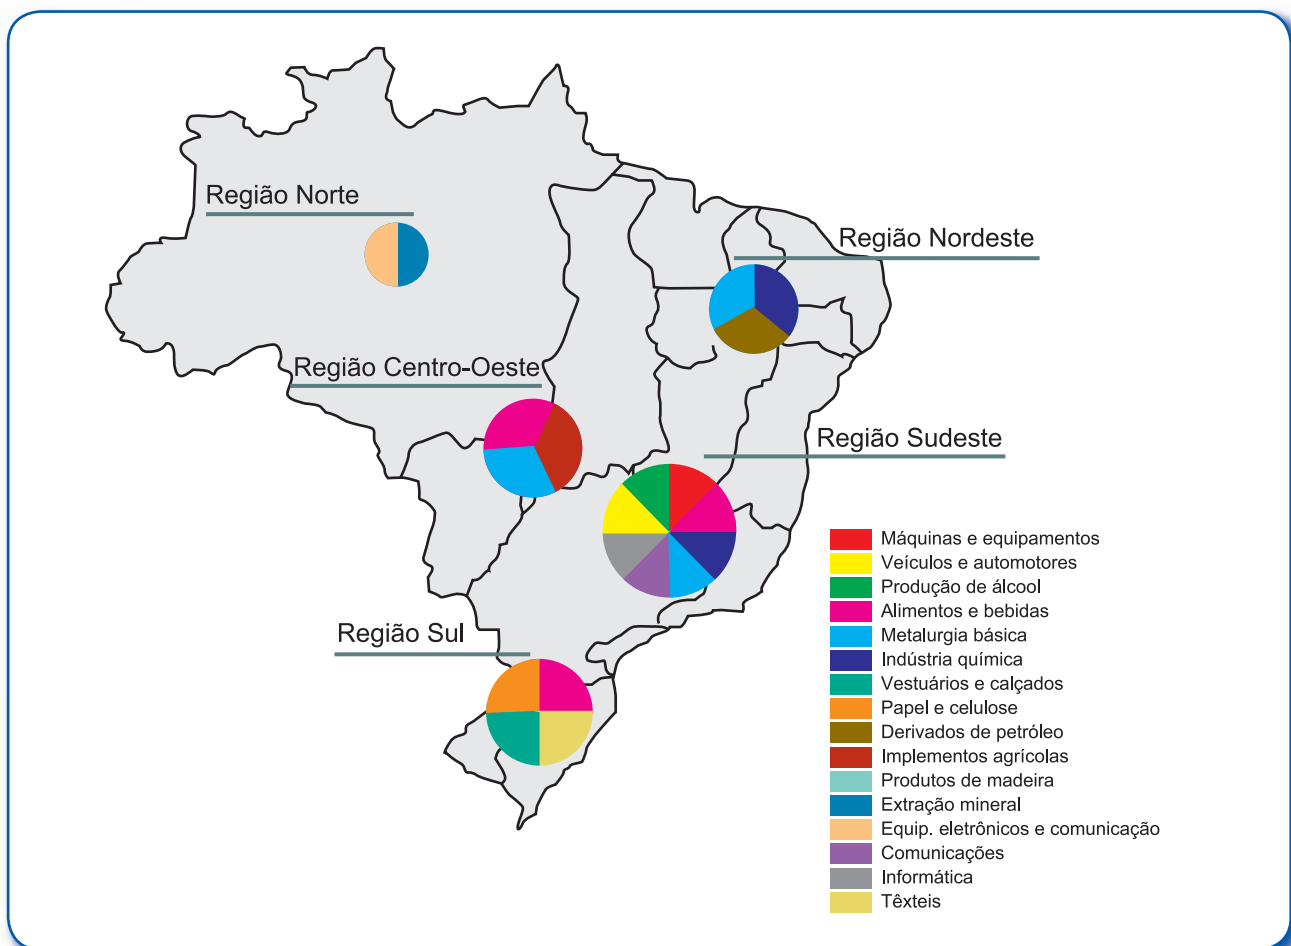 Região Norte
Região Nordeste
Região Centro-Oeste
Região Sudeste
Região Sul
Máquinas e equipamentos
Veículos e automotores
Produção de álcool
Alimentos e bebidas
Metalurgia básica
Indústria química
Vestuários e calçados
Papel e celulose
Derivados de petróleo
Implementos agrícolas
Produtos de madeira
Extração mineral
Equip. eletrônicos e comunicação
Comunicações
Informática
Têxteis